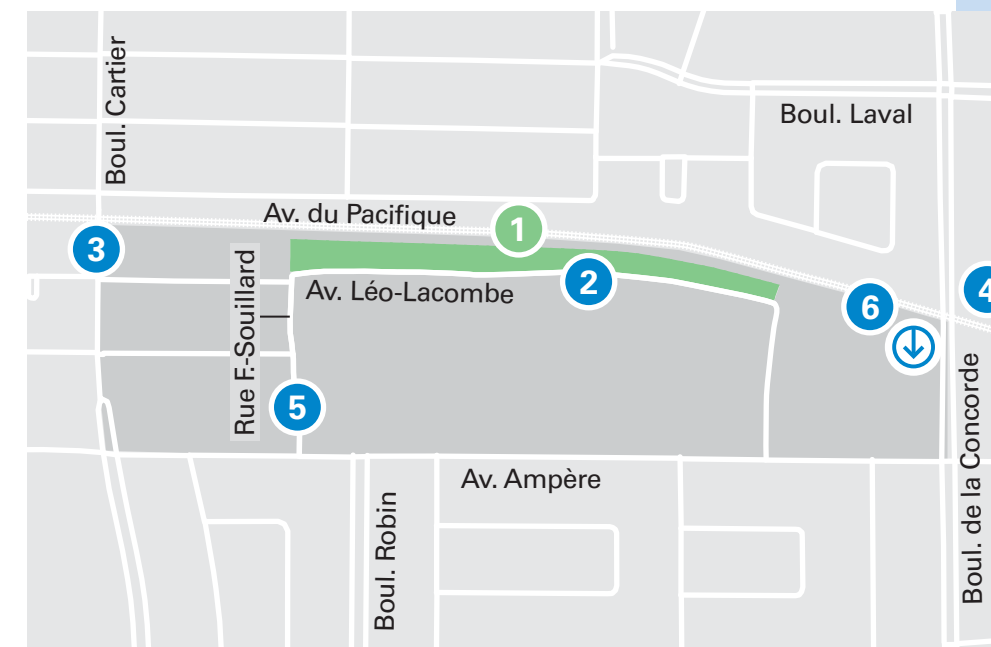 Boul. Cartier
Boul. Laval
Av. du Pacifique
1
3
2
4
6
Av. Léo-Lacombe
Rue F.-Souillard
5
Boul. de la Concorde
Av. Ampère
Boul. Robin